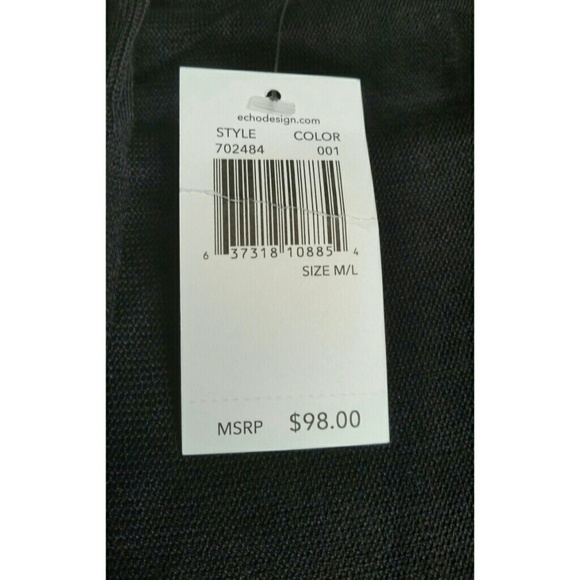 echodesign.com
STYLE COLOR
702484 001
6 37318 10885 4
SIZE M/L
MSRP $98.00